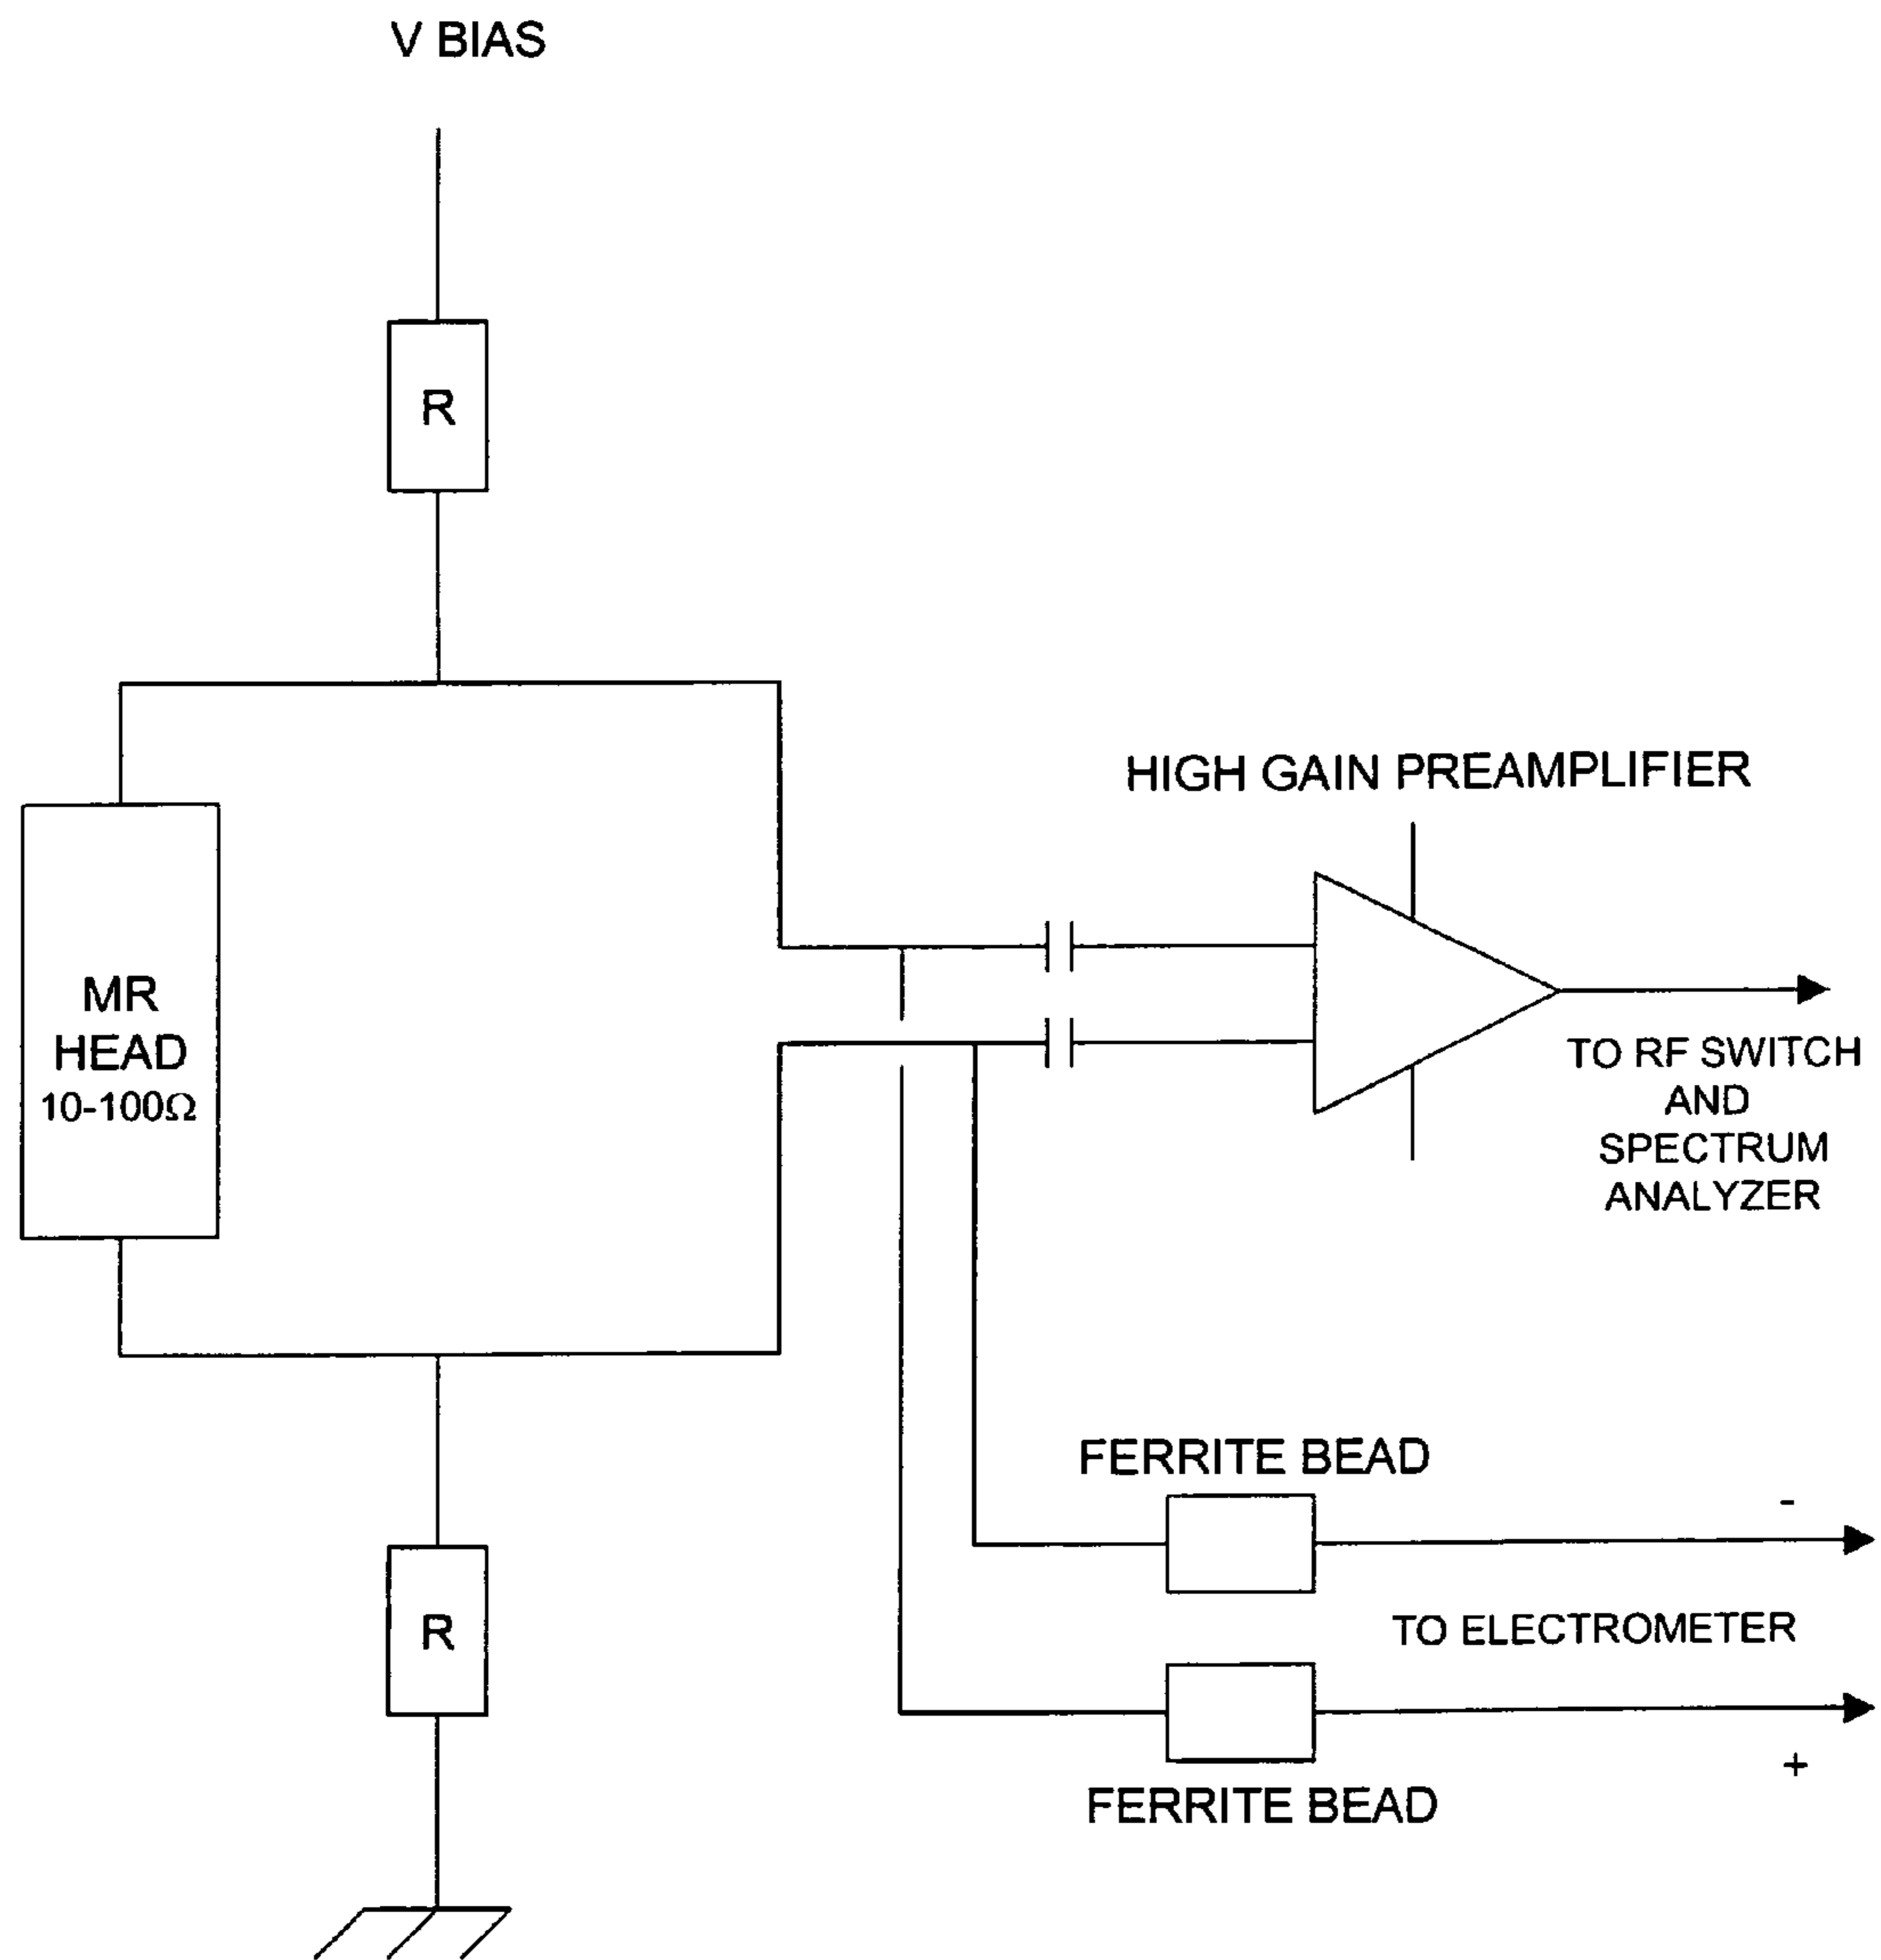 V BIAS
R
HIGH GAIN PREAMPLIFIER
MR
HEAD
10-100Ω
TO RF SWITCH
AND
SPECTRUM
ANALYZER
FERRITE BEAD
-
R
TO ELECTROMETER
+
FERRITE BEAD